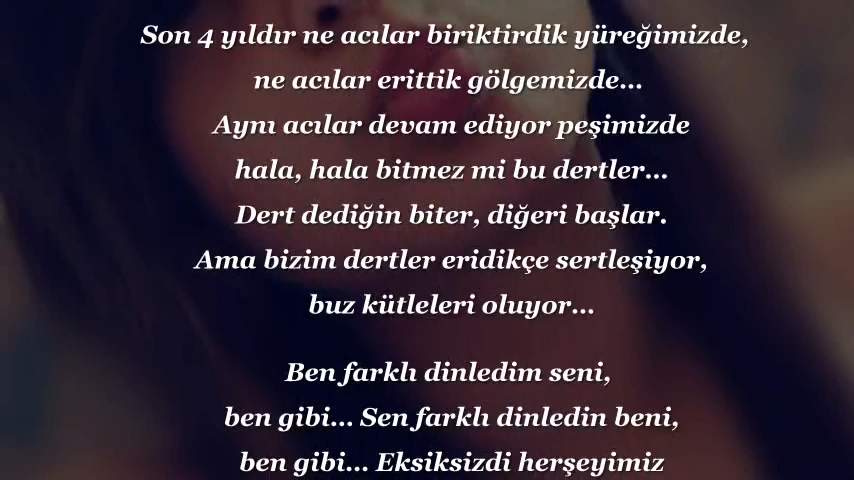 Son 4 yıldır ne acılar biriktirdik yüreğimizde,
ne acılar erittik gölgemizde...
Aynı acılar devam ediyor peşimizde
hala, hala bitmez mi bu dertler...
Dert dediğin biter, diğeri başlar.
Ama bizim dertler eridikçe sertleşiyor,
buz kütleleri oluyor...
Ben farklı dinledim seni,
ben gibi... Sen farklı dinledin beni,
ben gibi... Eksiksizdi herşeyimiz